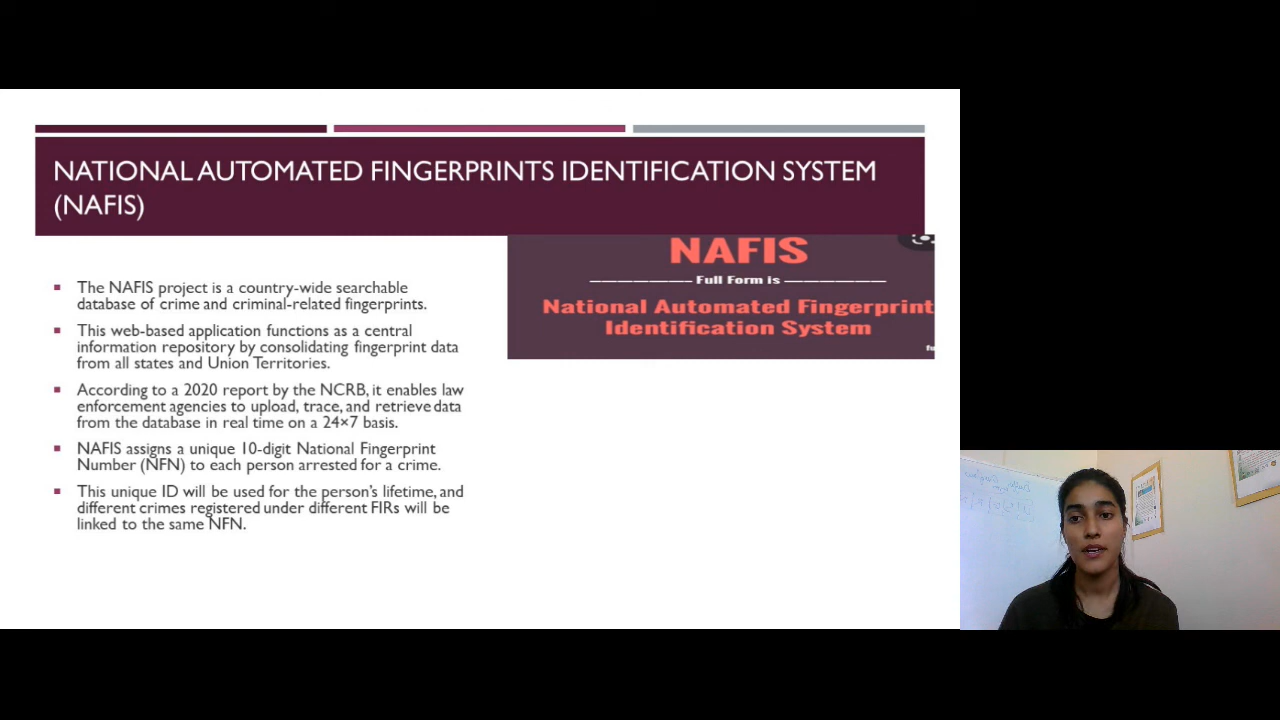 NATIONAL AUTOMATED FINGERPRINTS IDENTIFICATION SYSTEM
(NAFIS)
The NAFIS project is a country-wide searchable
database of crime and criminal-related fingerprints.
This web-based application functions as a central
information repository by consolidating fingerprint data
from all states and Union Territories.
According to a 2020 report by the NCRB, it enables law
enforcement agencies to upload, trace, and retrieve data
from the database in real time on a 24×7 basis.
NAFIS assigns a unique 10-digit National Fingerprint
Number (NFN) to each person arrested for a crime.
This unique ID will be used for the person's lifetime, and
different crimes registered under different FIRs will be
linked to the same NFN.
NAFIS
Full Form is
National Automated Fingerprint
Identification System